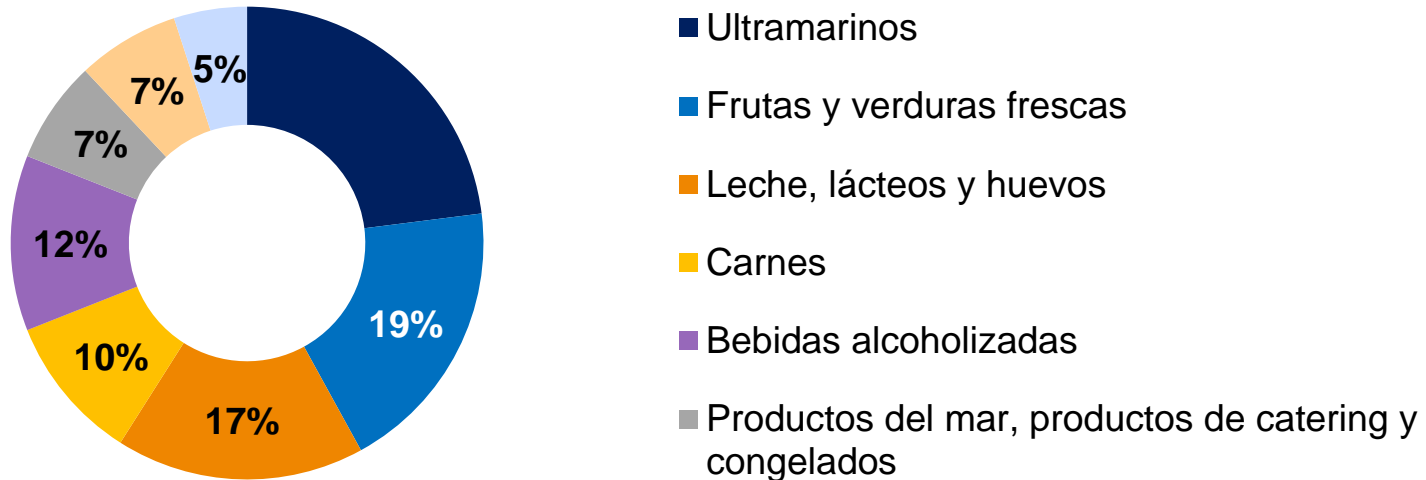 5%
7%
7%
12%
10%
17%
19%
Ultramarinos
Frutas y verduras frescas
Leche, lácteos y huevos
Carnes
Bebidas alcoholizadas
Productos del mar, productos de catering y
congelados